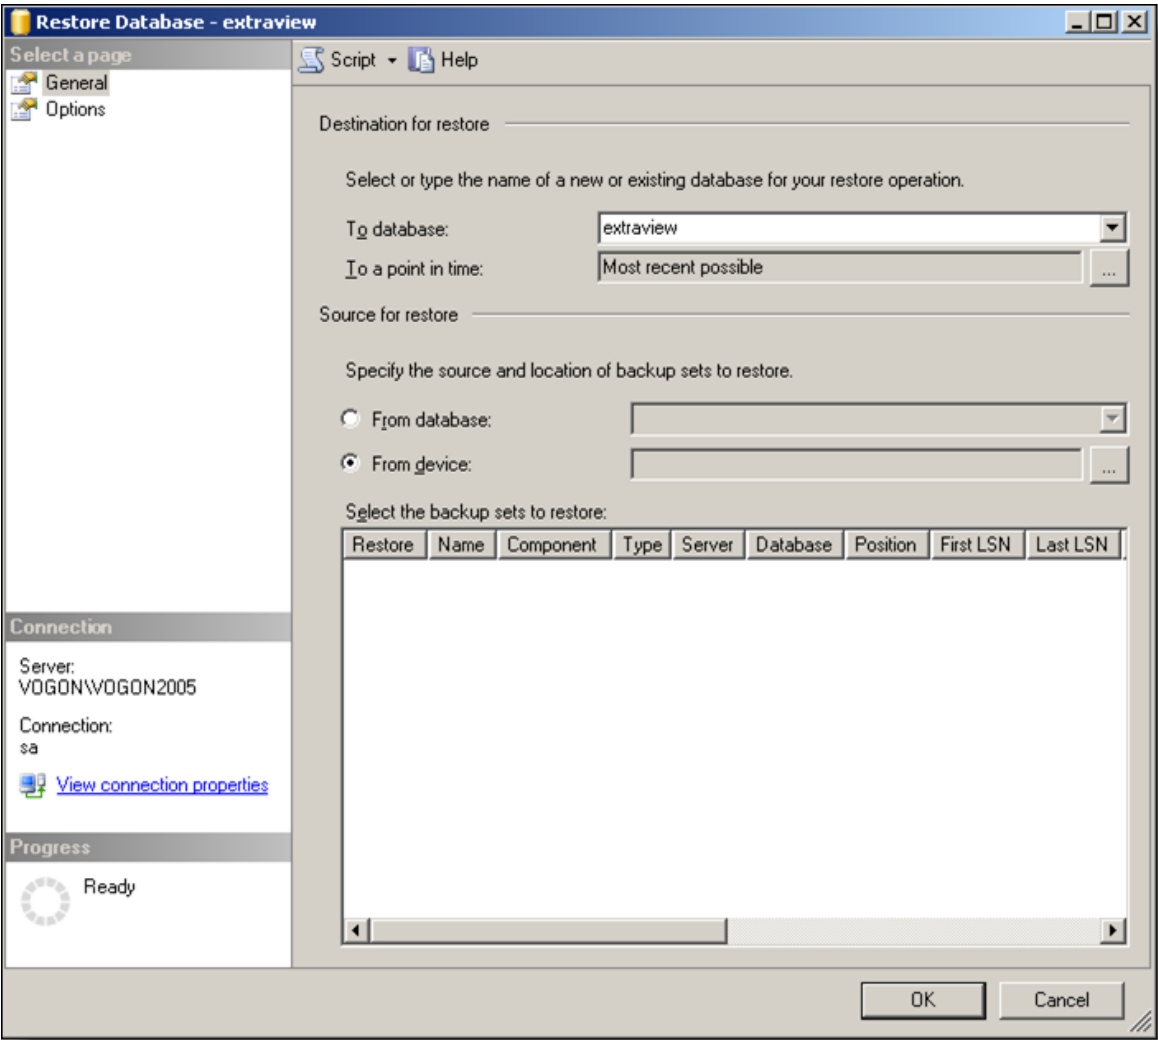 Restore Database - extraview
Select a page
General
Options
Script
Help
Destination for restore
Select or type the name of a new or existing database for your restore operation.
To database:
extraview
To a point in time:
Most recent possible
...
Source for restore
Specify the source and location of backup sets to restore.
From database:
From device:
...
Select the backup sets to restore:
Restore Name Component Type Server Database Position First LSN Last LSN
Connection
Server:
VOGON\VOGON2005
Connection:
sa
View connection properties
Progress
Ready
OK
Cancel